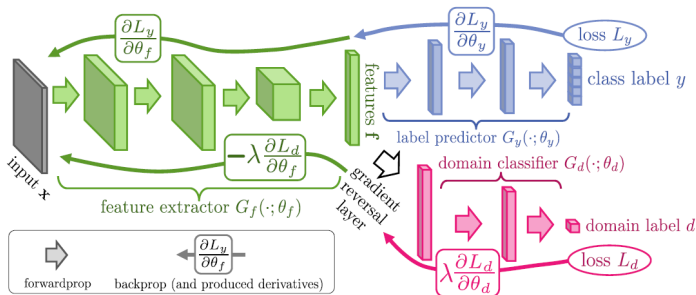 ∂L_y/∂θ_f
∂L_y/∂θ_y
loss L_y
features f
class label y
label predictor G_y(·; θ_y)
input x
−λ ∂L_d/∂θ_f
feature extractor G_f(·; θ_f)
gradient
reversal
layer
domain classifier G_d(·; θ_d)
domain label d
λ ∂L_d/∂θ_d
loss L_d
∂L_y/∂θ_f
forwardprop
backprop (and produced derivatives)